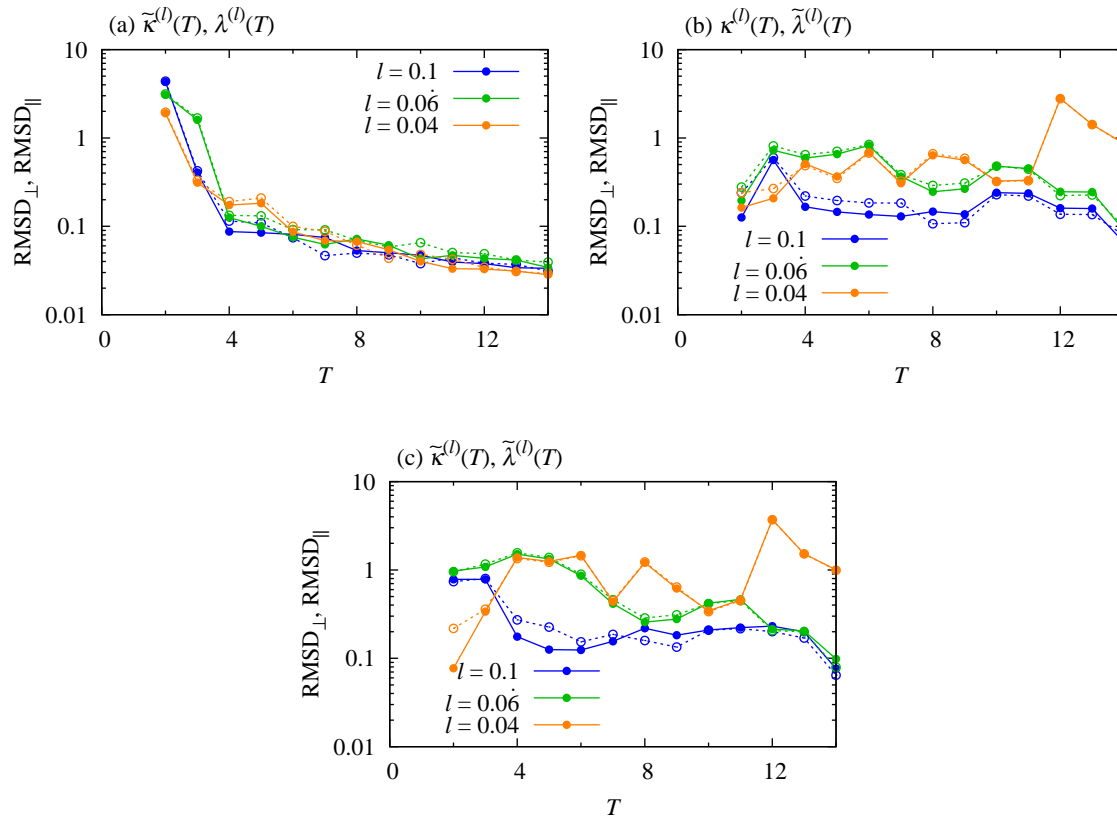 (a) κ̃⁽ˡ⁾(T), λ⁽ˡ⁾(T)
10
1
0.1
0.01
RMSD⊥, RMSD∥
l = 0.1
l = 0.06̇
l = 0.04
0 4 8 12
T
(b) κ⁽ˡ⁾(T), λ̃⁽ˡ⁾(T)
10
1
0.1
0.01
RMSD⊥, RMSD∥
l = 0.1
l = 0.06̇
l = 0.04
0 4 8 12
T
(c) κ̃⁽ˡ⁾(T), λ̃⁽ˡ⁾(T)
10
1
0.1
0.01
RMSD⊥, RMSD∥
l = 0.1
l = 0.06̇
l = 0.04
0 4 8 12
T